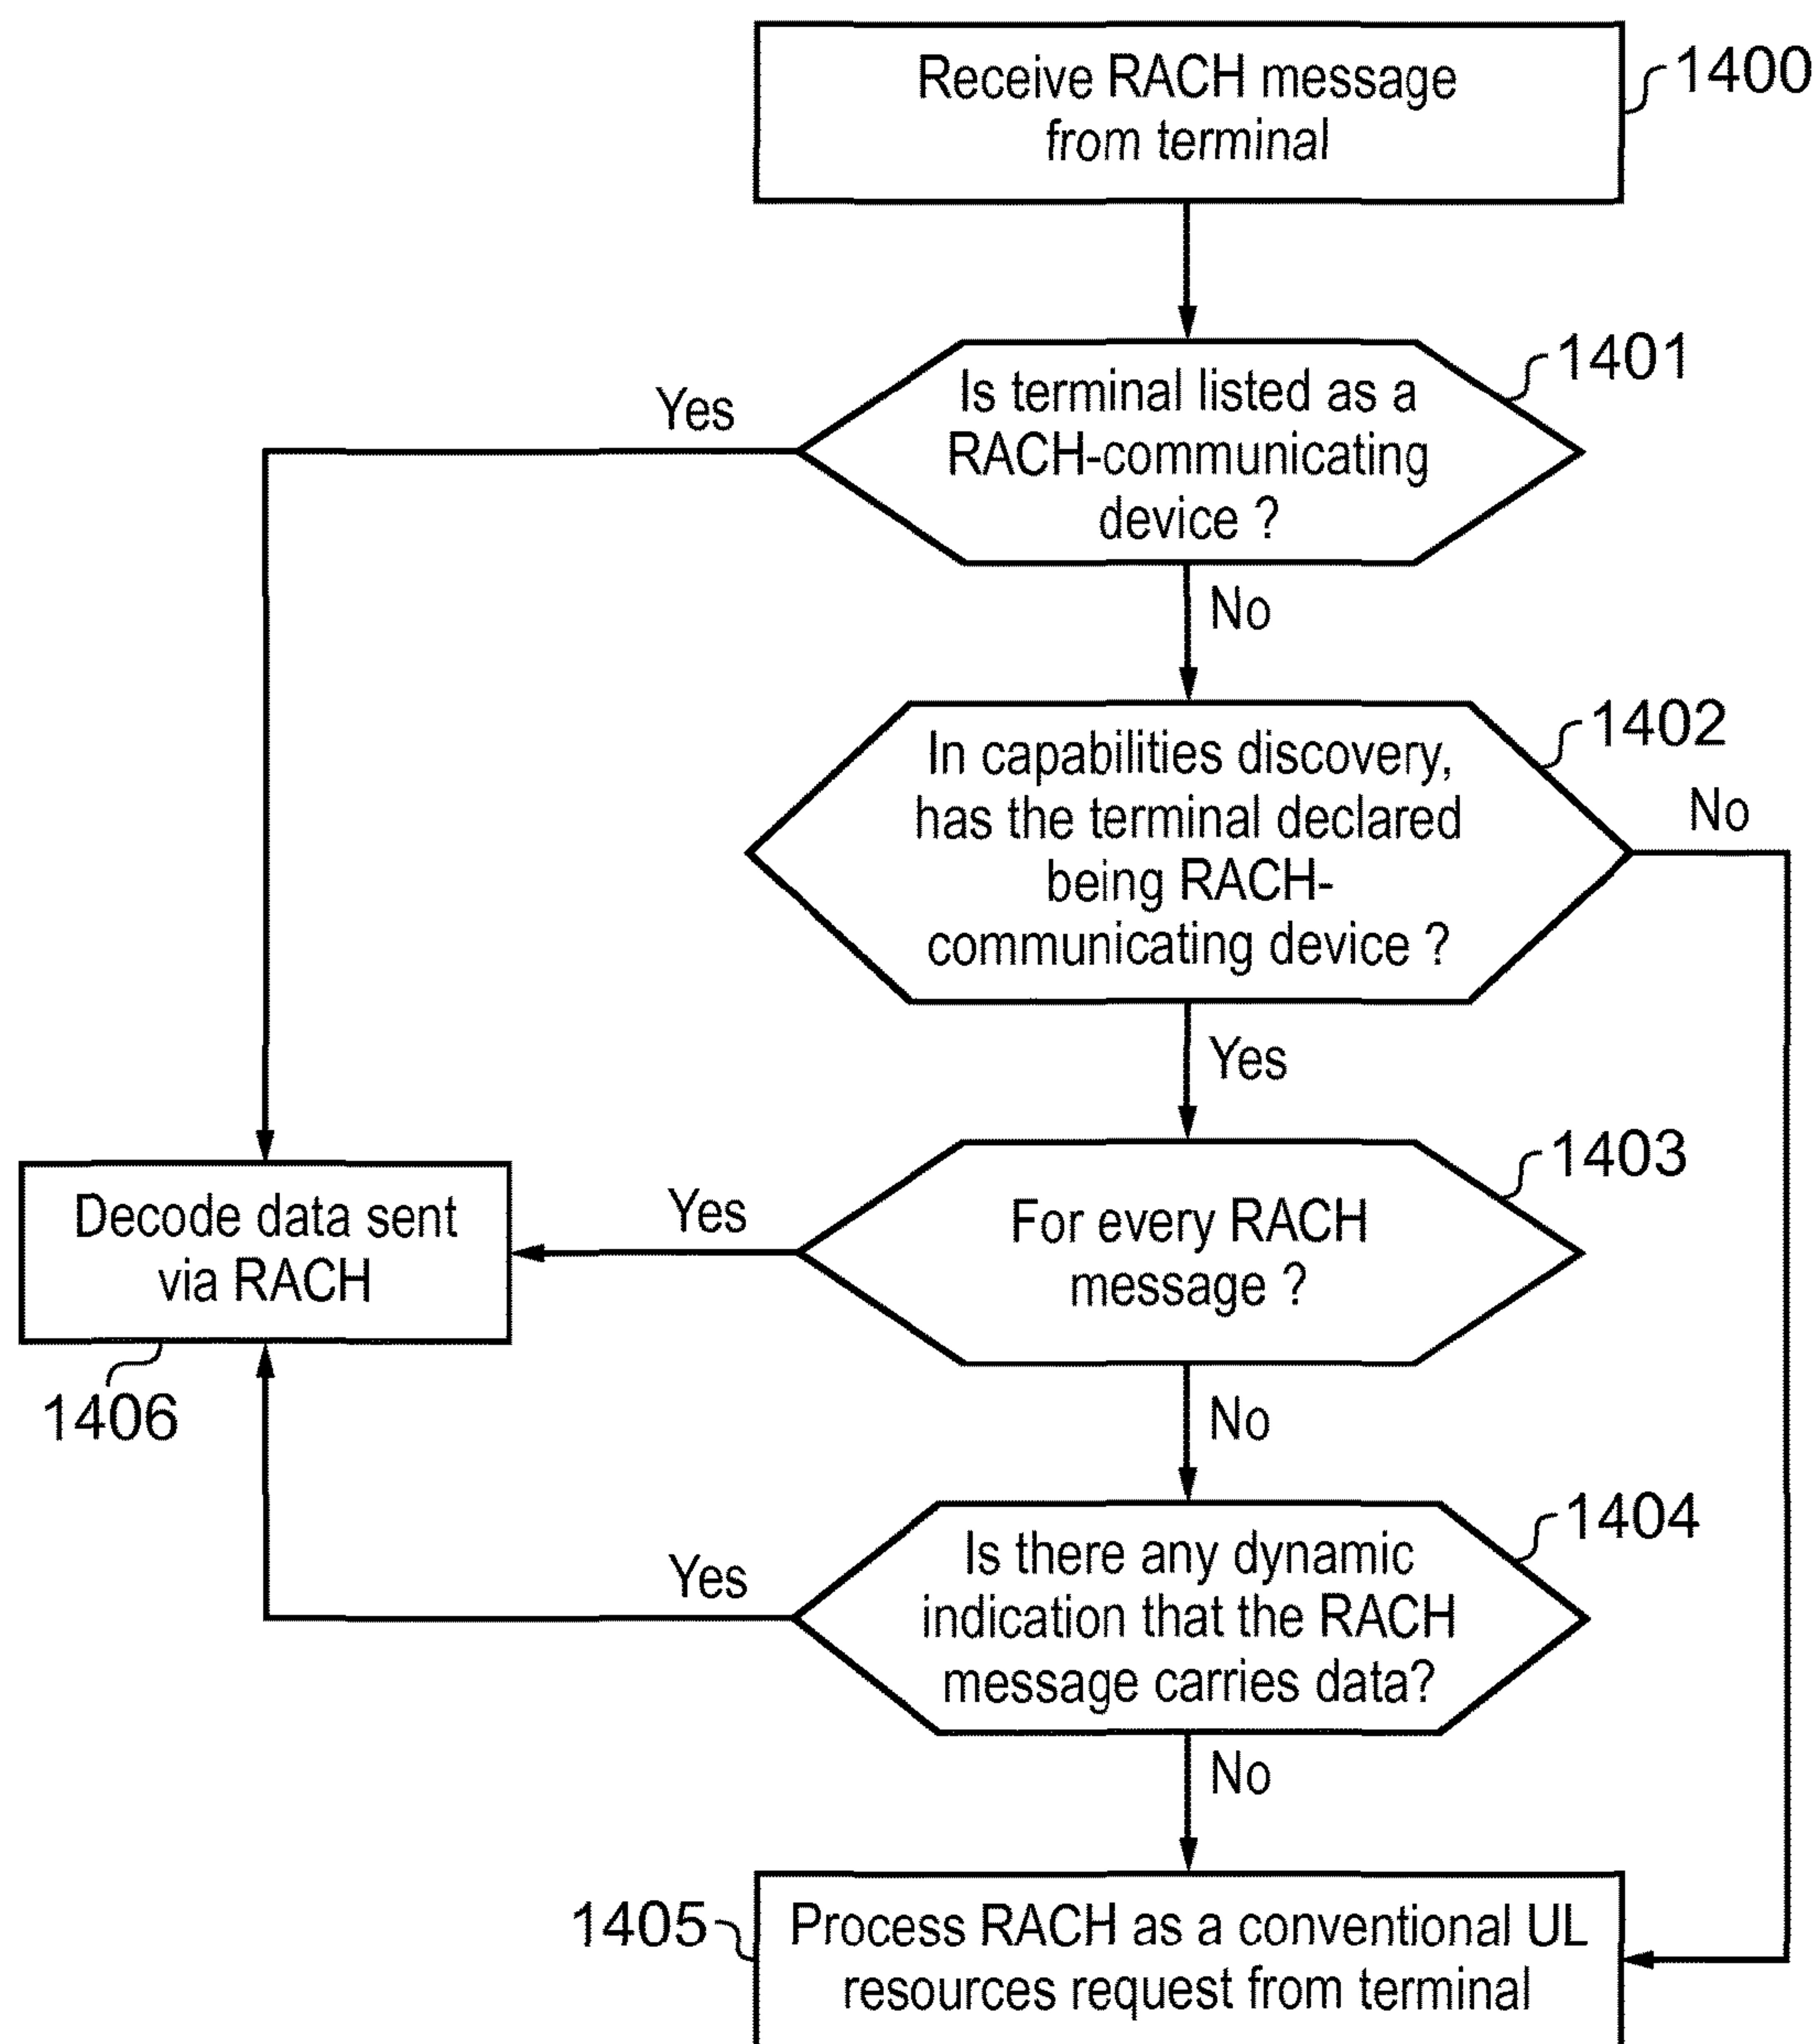 Receive RACH message
from terminal
1400
Is terminal listed as a
RACH-communicating
device ?
1401
Yes
No
In capabilities discovery,
has the terminal declared
being RACH-
communicating device ?
1402
No
Yes
For every RACH
message ?
1403
Yes
Decode data sent
via RACH
1406
No
Is there any dynamic
indication that the RACH
message carries data?
1404
Yes
No
1405
Process RACH as a conventional UL
resources request from terminal